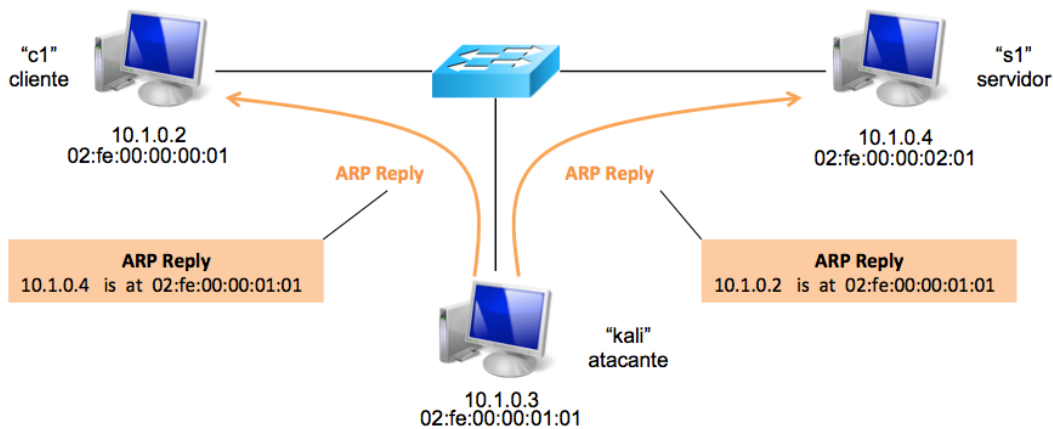 “c1”
cliente
10.1.0.2
02:fe:00:00:00:01
“s1”
servidor
10.1.0.4
02:fe:00:00:02:01
ARP Reply
ARP Reply
ARP Reply
10.1.0.4 is at 02:fe:00:00:01:01
ARP Reply
10.1.0.2 is at 02:fe:00:00:01:01
“kali”
atacante
10.1.0.3
02:fe:00:00:01:01